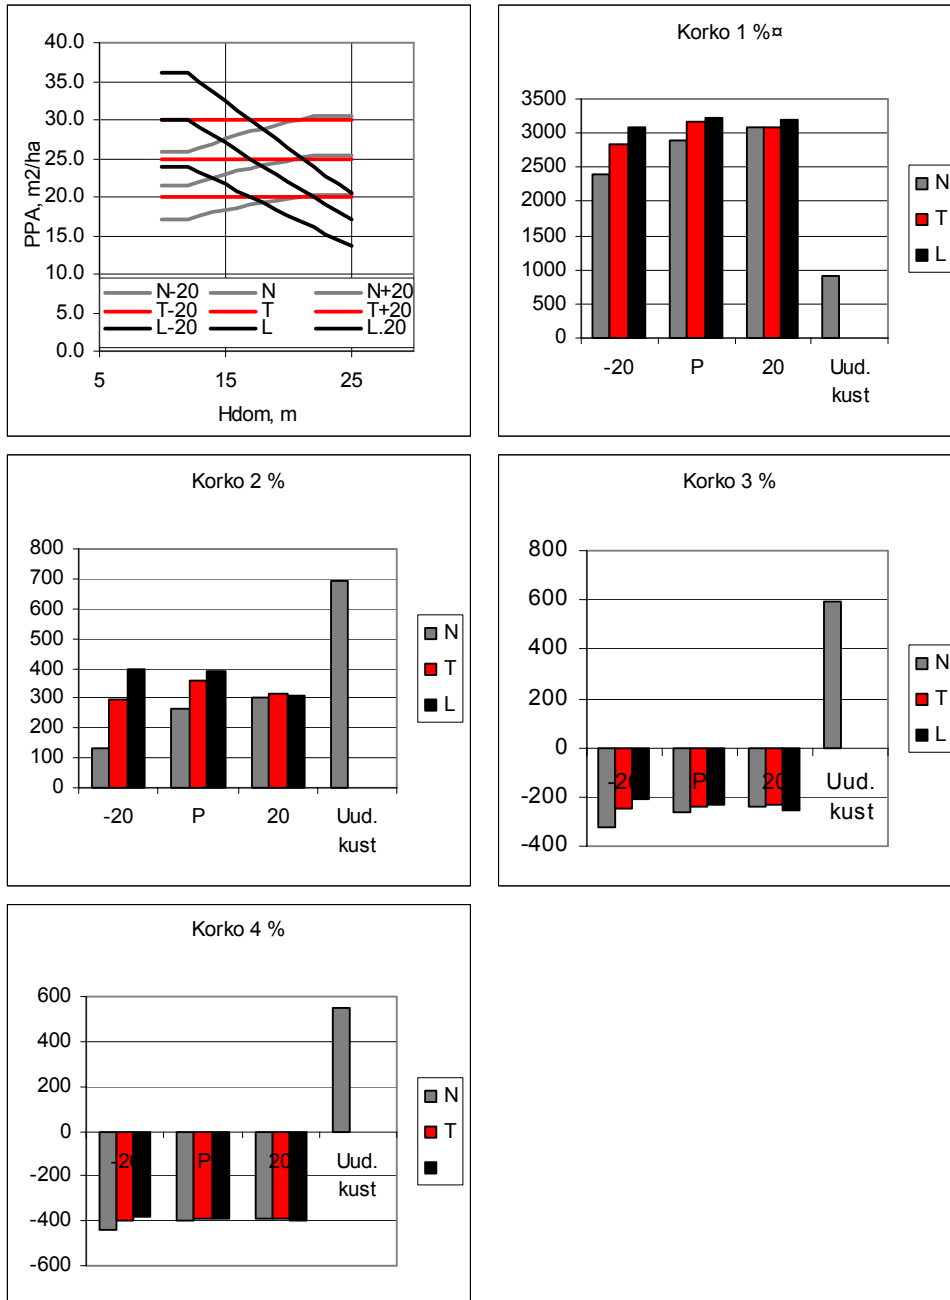 40.0
35.0
30.0
25.0
20.0
15.0
10.0
5.0
0.0
PPA, m2/ha
N-20 N N+20
T-20 T T+20
L-20 L L.20
5 15 25
Hdom, m
Korko 1 %¤
3500
3000
2500
2000
1500
1000
500
0
-20 P 20 Uud.
kust
N
T
L
Korko 2 %
800
700
600
500
400
300
200
100
0
-20 P 20 Uud.
kust
N
T
L
Korko 3 %
800
600
400
200
0
-200
-400
-20 P 20 Uud.
kust
N
T
L
Korko 4 %
600
400
200
0
-200
-400
-600
-20 P 20 Uud.
kust
N
T